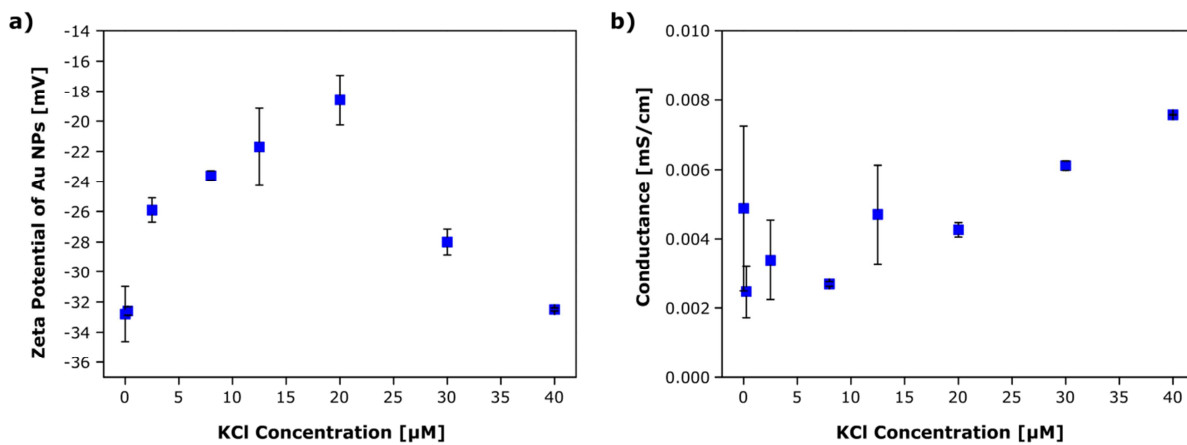 a)
Zeta Potential of Au NPs [mV]
-14
-16
-18
-20
-22
-24
-26
-28
-30
-32
-34
-36
0 5 10 15 20 25 30 35 40
KCl Concentration [µM]
b)
Conductance [mS/cm]
0.010
0.008
0.006
0.004
0.002
0.000
0 5 10 15 20 25 30 35 40
KCl Concentration [µM]